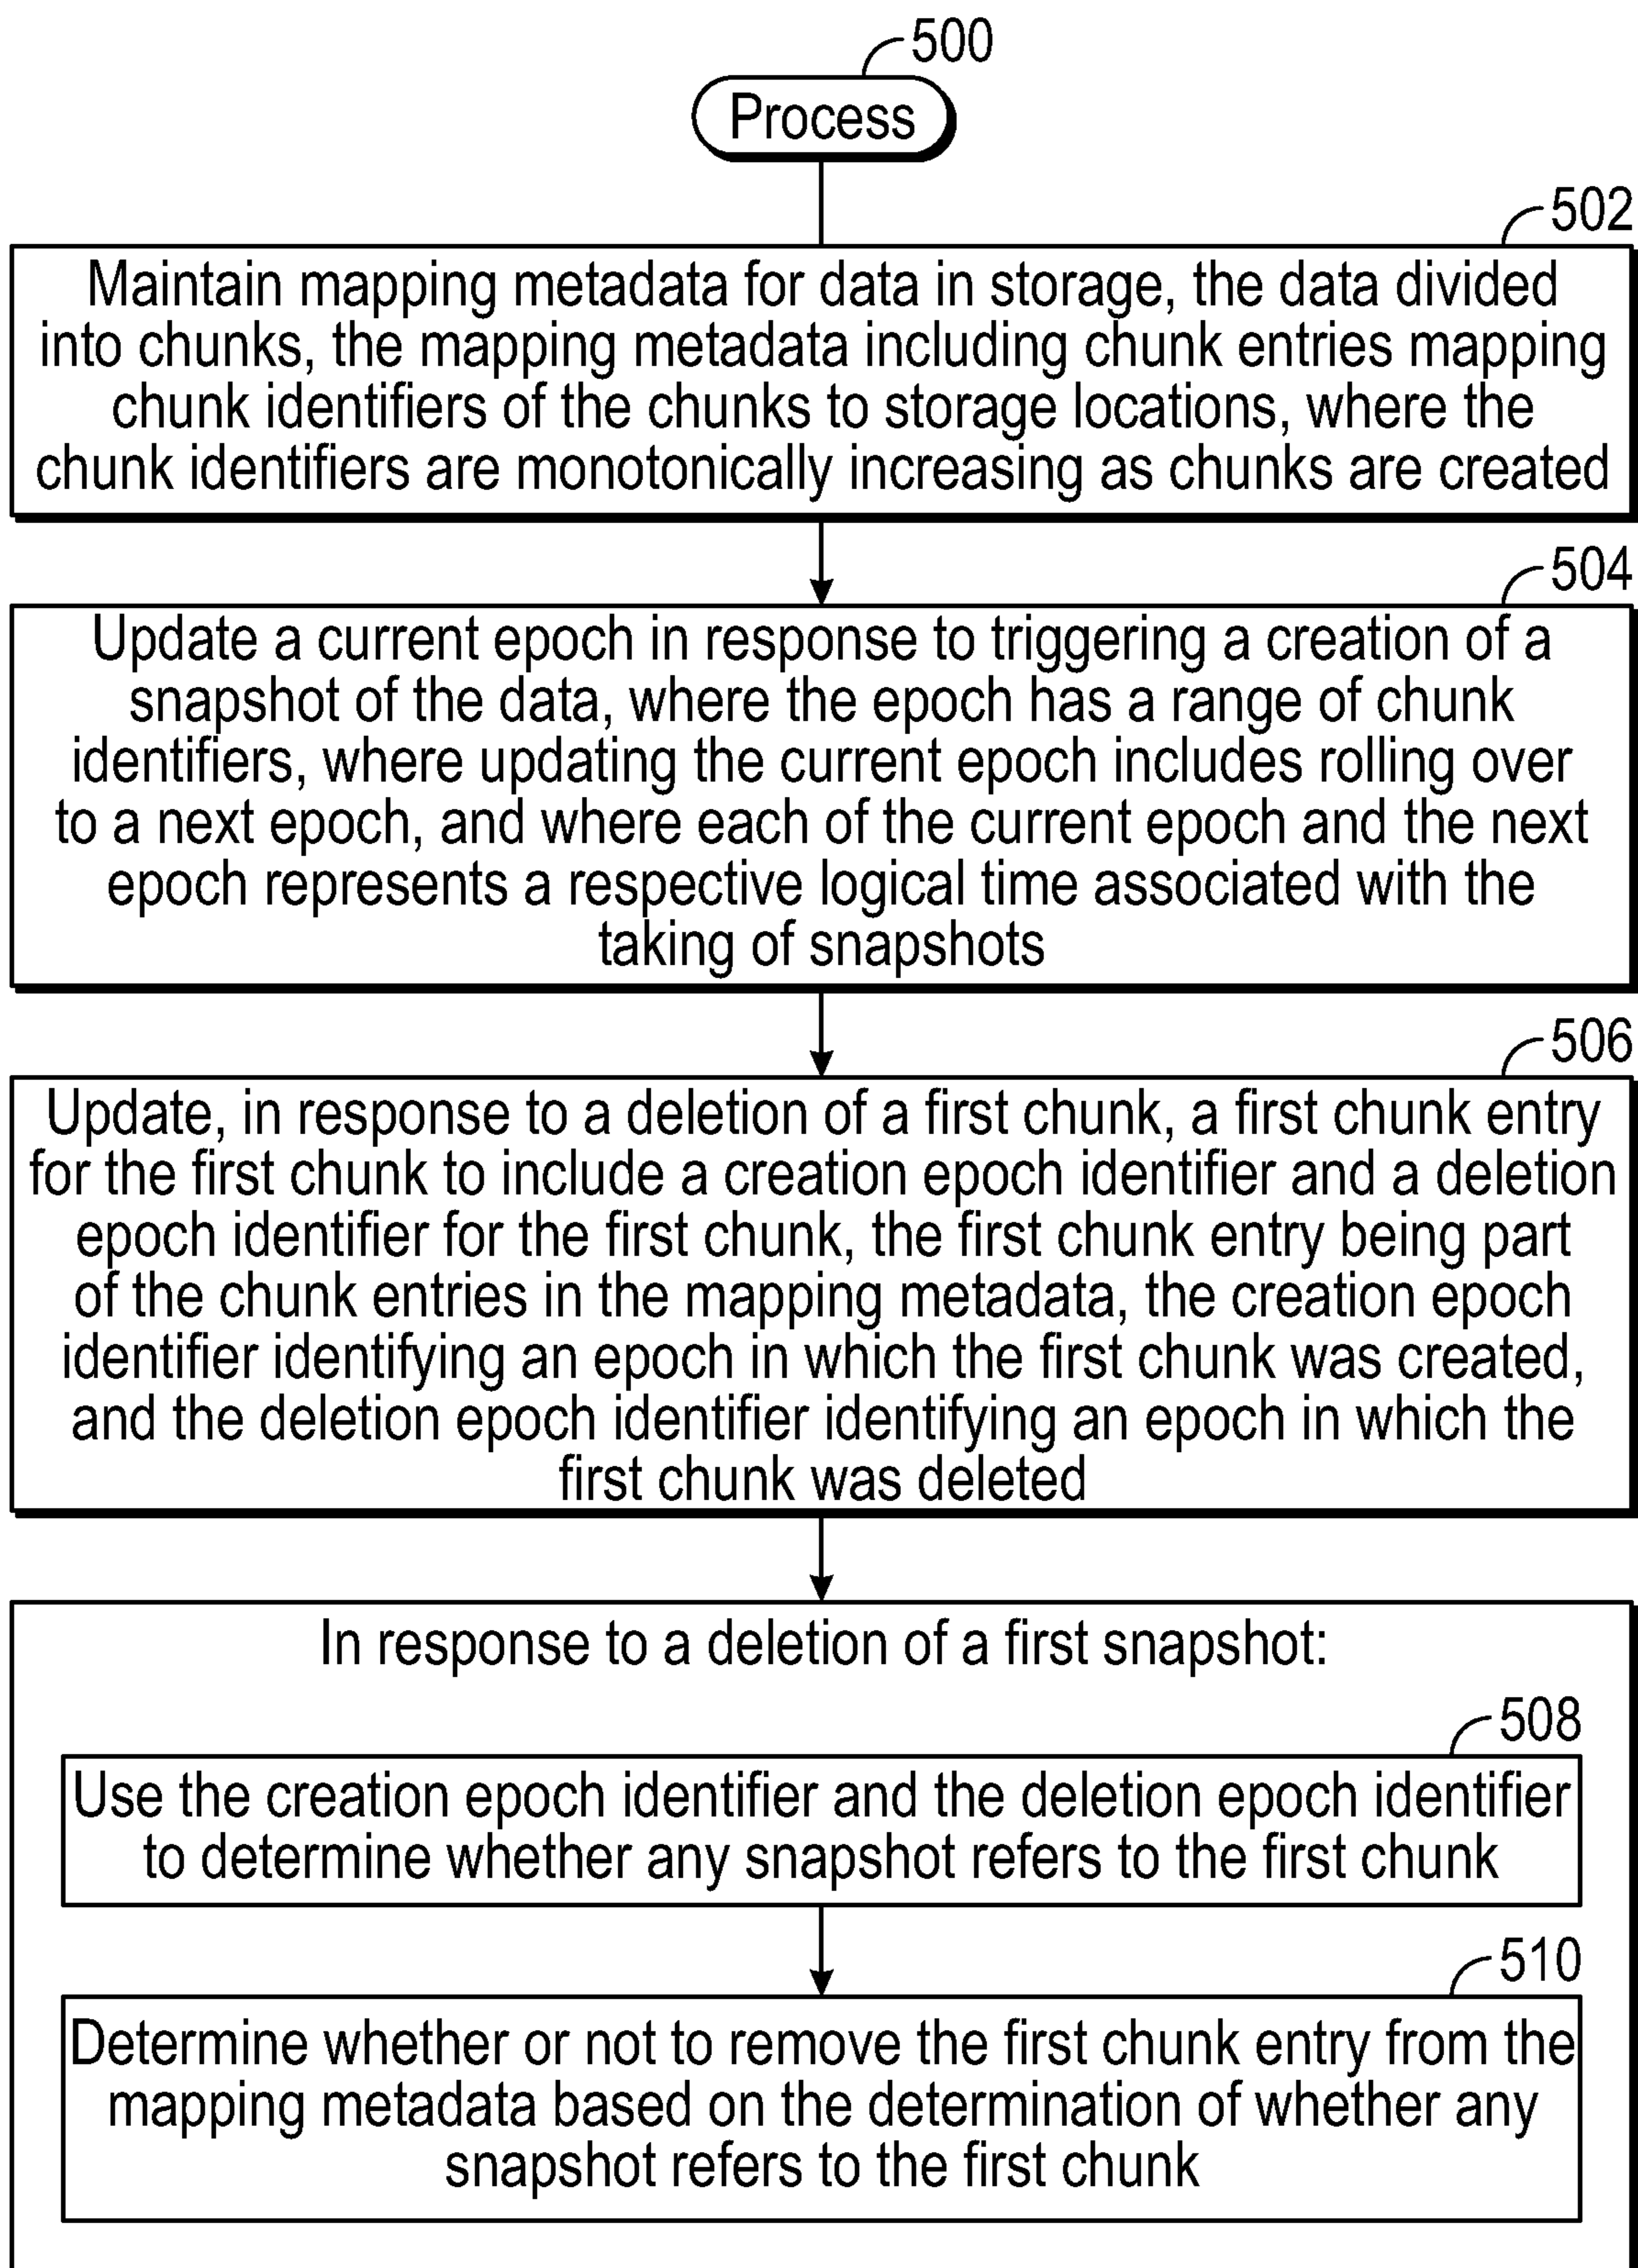 500
Process
502
Maintain mapping metadata for data in storage, the data divided
into chunks, the mapping metadata including chunk entries mapping
chunk identifiers of the chunks to storage locations, where the
chunk identifiers are monotonically increasing as chunks are created
504
Update a current epoch in response to triggering a creation of a
snapshot of the data, where the epoch has a range of chunk
identifiers, where updating the current epoch includes rolling over
to a next epoch, and where each of the current epoch and the next
epoch represents a respective logical time associated with the
taking of snapshots
506
Update, in response to a deletion of a first chunk, a first chunk entry
for the first chunk to include a creation epoch identifier and a deletion
epoch identifier for the first chunk, the first chunk entry being part
of the chunk entries in the mapping metadata, the creation epoch
identifier identifying an epoch in which the first chunk was created,
and the deletion epoch identifier identifying an epoch in which the
first chunk was deleted
In response to a deletion of a first snapshot:
508
Use the creation epoch identifier and the deletion epoch identifier
to determine whether any snapshot refers to the first chunk
510
Determine whether or not to remove the first chunk entry from the
mapping metadata based on the determination of whether any
snapshot refers to the first chunk